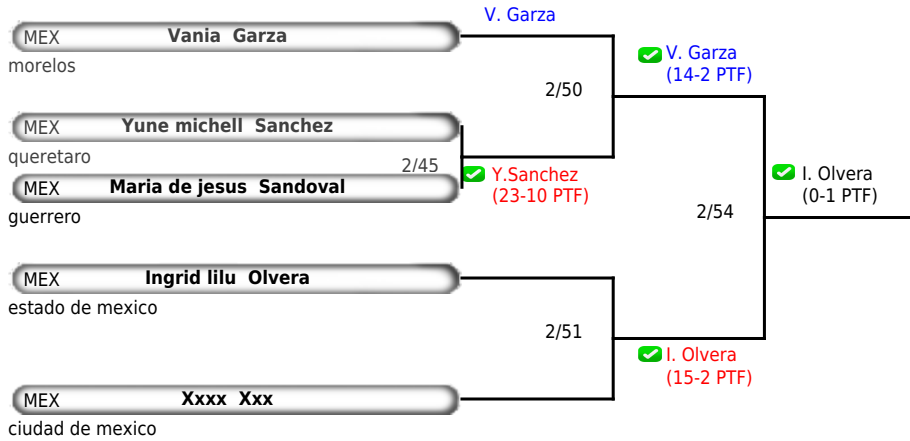 V. Garza
MEX Vania Garza
morelos
V. Garza
(14-2 PTF)
2/50
MEX Yune michell Sanchez
queretaro
2/45
Y.Sanchez
(23-10 PTF)
MEX Maria de jesus Sandoval
guerrero
I. Olvera
(0-1 PTF)
2/54
MEX Ingrid lilu Olvera
estado de mexico
2/51
I. Olvera
(15-2 PTF)
MEX Xxxx Xxx
ciudad de mexico